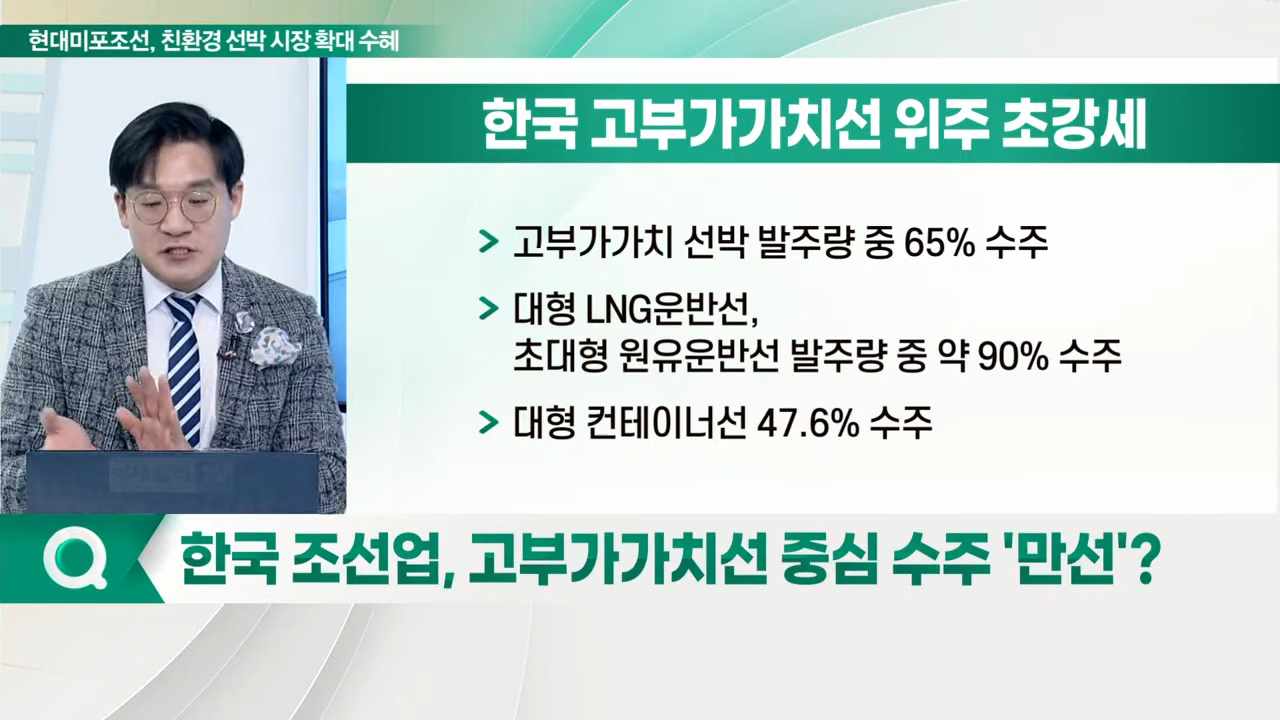 현대미포조선, 친환경 선박 시장 확대 수혜
한국 고부가가치선 위주 초강세
> 고부가가치 선박 발주량 중 65% 수주
> 대형 LNG운반선,
초대형 원유운반선 발주량 중 약 90% 수주
> 대형 컨테이너선 47.6% 수주
한국 조선업, 고부가가치선 중심 수주 '만선'?